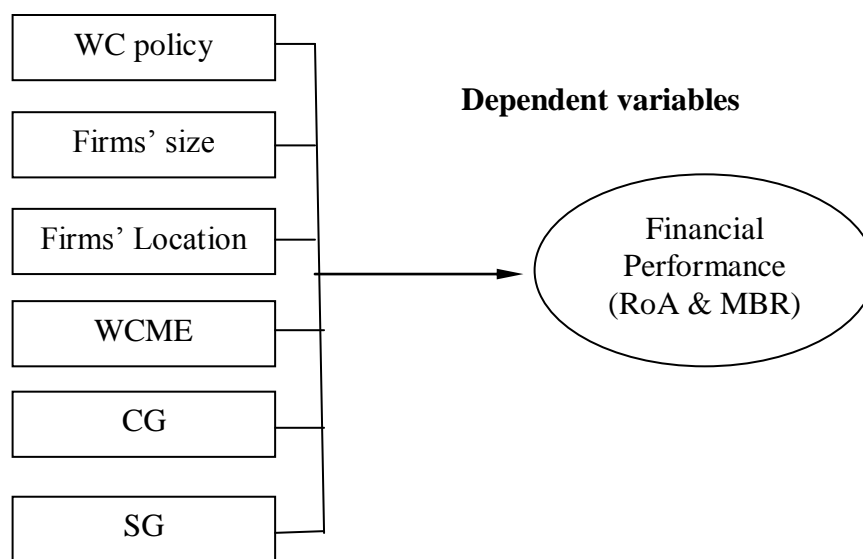 WC policy
Firms’ size
Firms’ Location
WCME
CG
SG
Dependent variables
Financial
Performance
(RoA & MBR)